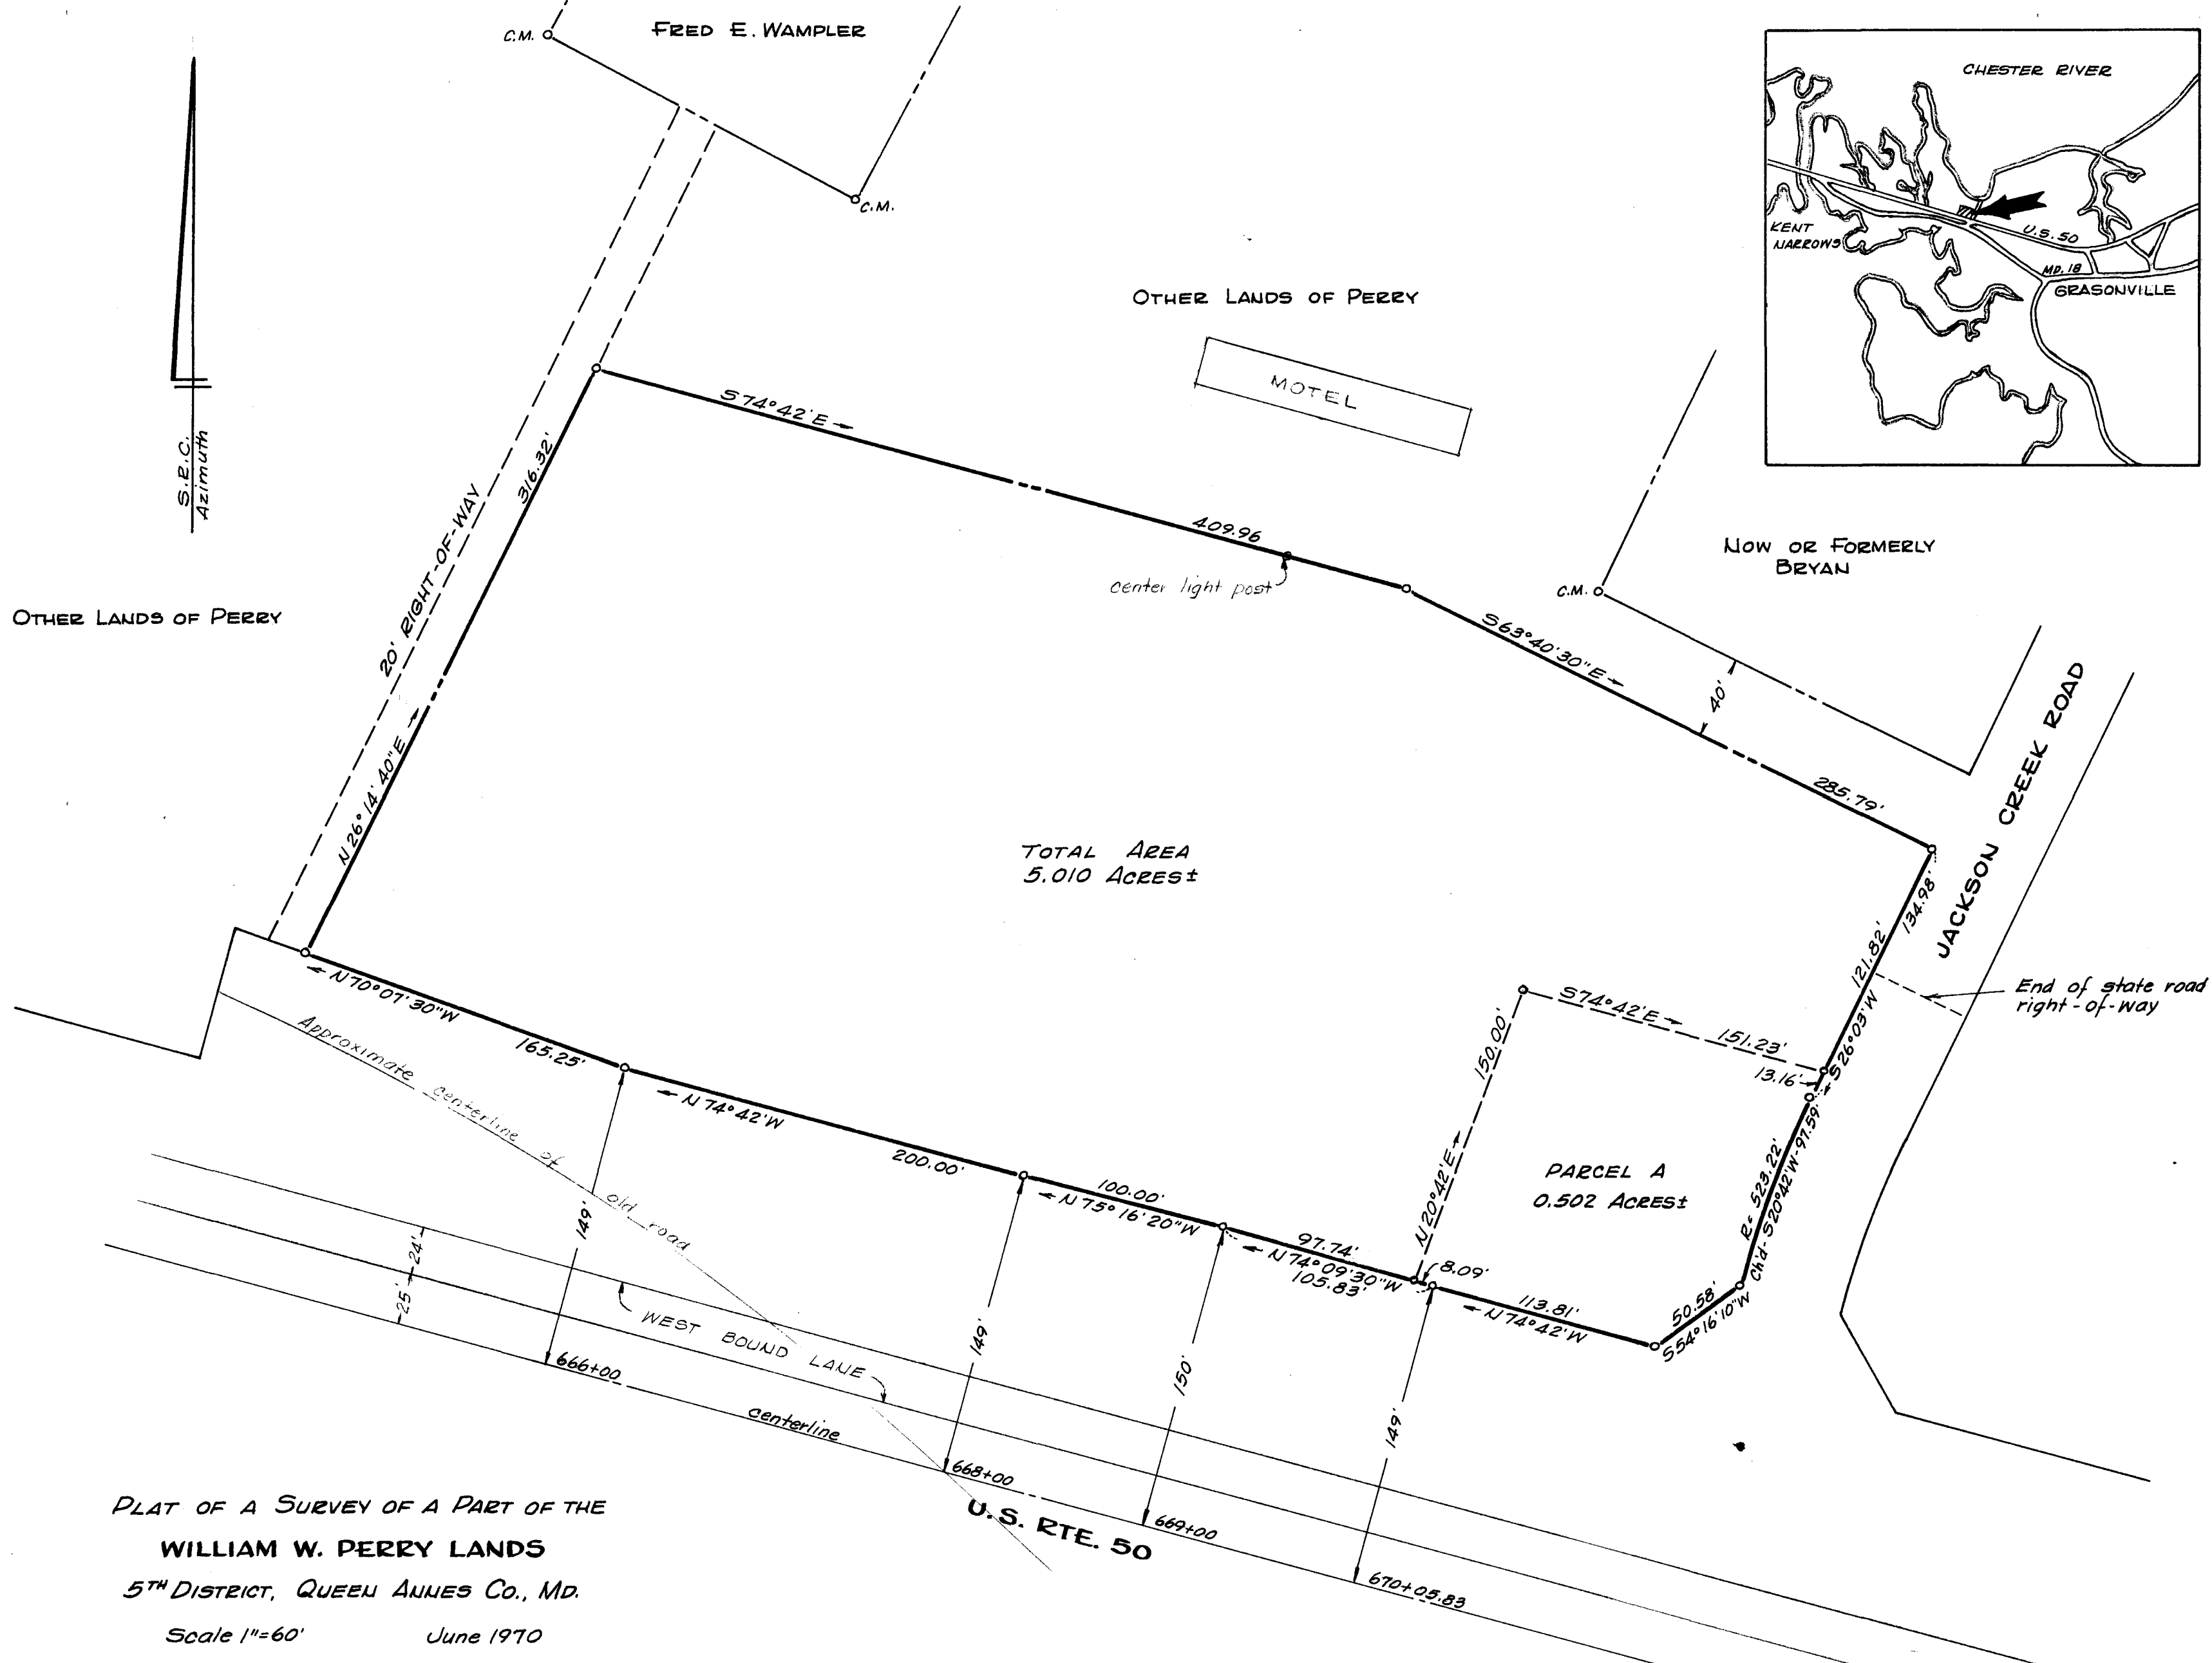 C.M.
FRED E. WAMPLER
C.M.
CHESTER RIVER
KENT
NARROWS
U.S. 50
MD. 18
GRASONVILLE
S.R.C.
Azimuth
OTHER LANDS OF PERRY
MOTEL
S74°42'E
409.96
center light post
316.32'
N26°14'40"E
20' RIGHT-OF-WAY
OTHER LANDS OF PERRY
NOW OR FORMERLY
BRYAN
C.M.
S63°40'30"E
40'
285.79'
JACKSON CREEK ROAD
134.98'
121.82'
S26°03'W
End of state road
right-of-way
TOTAL AREA
5.010 ACRES±
S74°42'E
151.23'
150.00'
N20°42'E
13.16'
PARCEL A
0.502 ACRES±
R= 523.22'
Ch'd- S20°42'W-97.59'
50.58'
S54°16'10"W
N70°07'30"W
165.25'
Approximate centerline of old road
N74°42'W
200.00'
100.00'
N75°16'20"W
97.74'
N74°09'30"W
105.83'
8.09'
113.81'
N74°42'W
149'
149'
150'
149'
24'
25'
WEST BOUND LANE
666+00
centerline
668+00
669+00
670+05.83
U.S. RTE. 50
PLAT OF A SURVEY OF A PART OF THE
WILLIAM W. PERRY LANDS
5TH DISTRICT, QUEEN ANNES CO., MD.
Scale 1"=60' June 1970